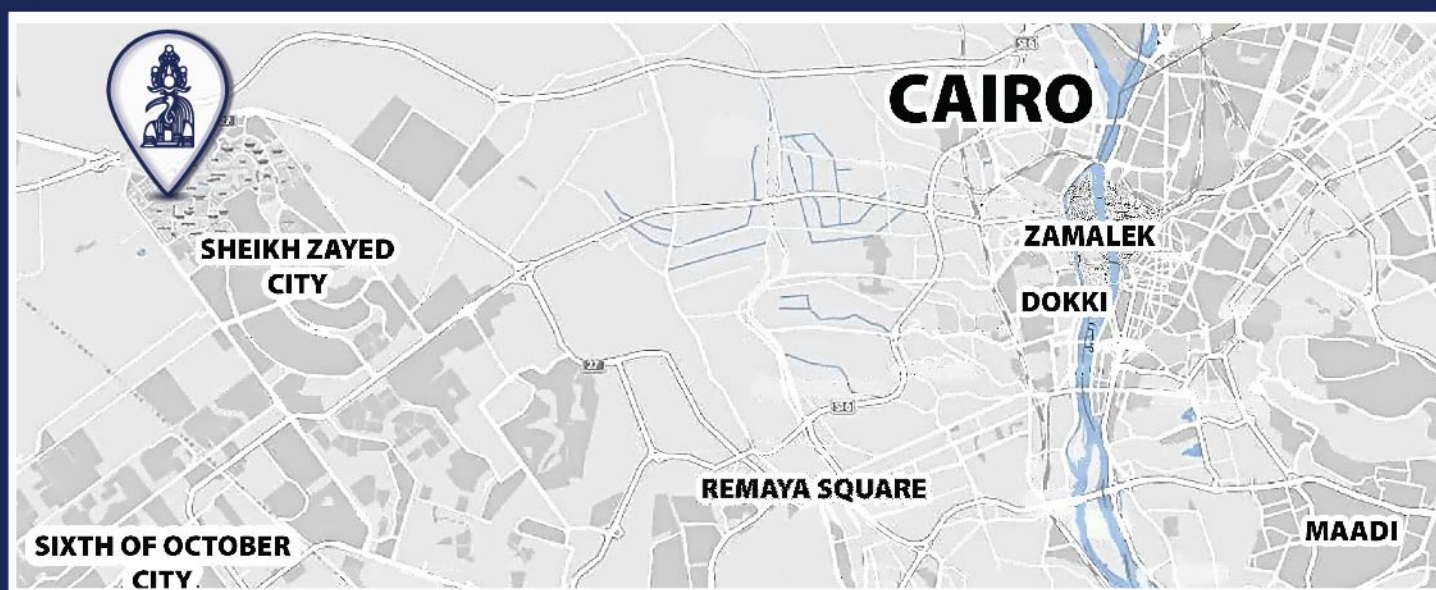 CAIRO
SHEIKH ZAYED
CITY
ZAMALEK
DOKKI
REMAYA SQUARE
SIXTH OF OCTOBER
CITY
MAADI